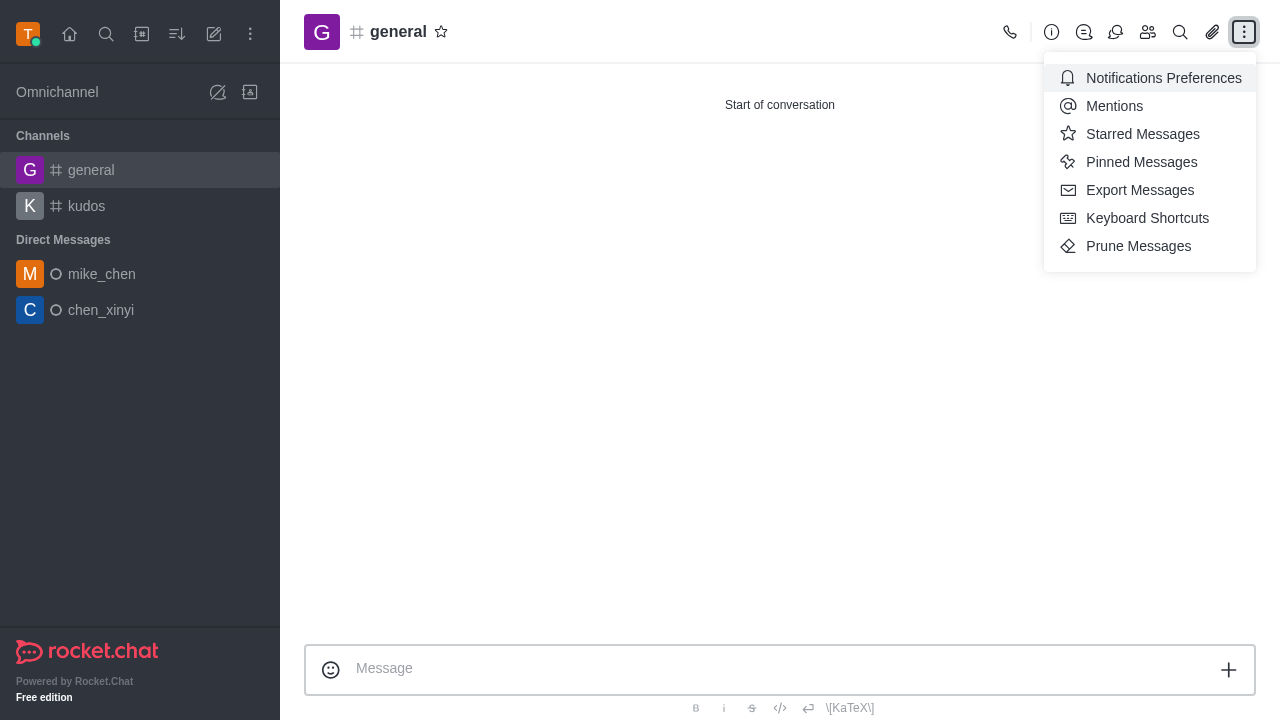 T
G
general
Omnichannel
Channels
G
general
K
kudos
Direct Messages
M
mike_chen
C
chen_xinyi
rocket.chat
Powered by Rocket.Chat
Free edition
Start of conversation
Notifications Preferences
Mentions
Starred Messages
Pinned Messages
Export Messages
Keyboard Shortcuts
Prune Messages
Message
B i S </> \[KaTeX\]